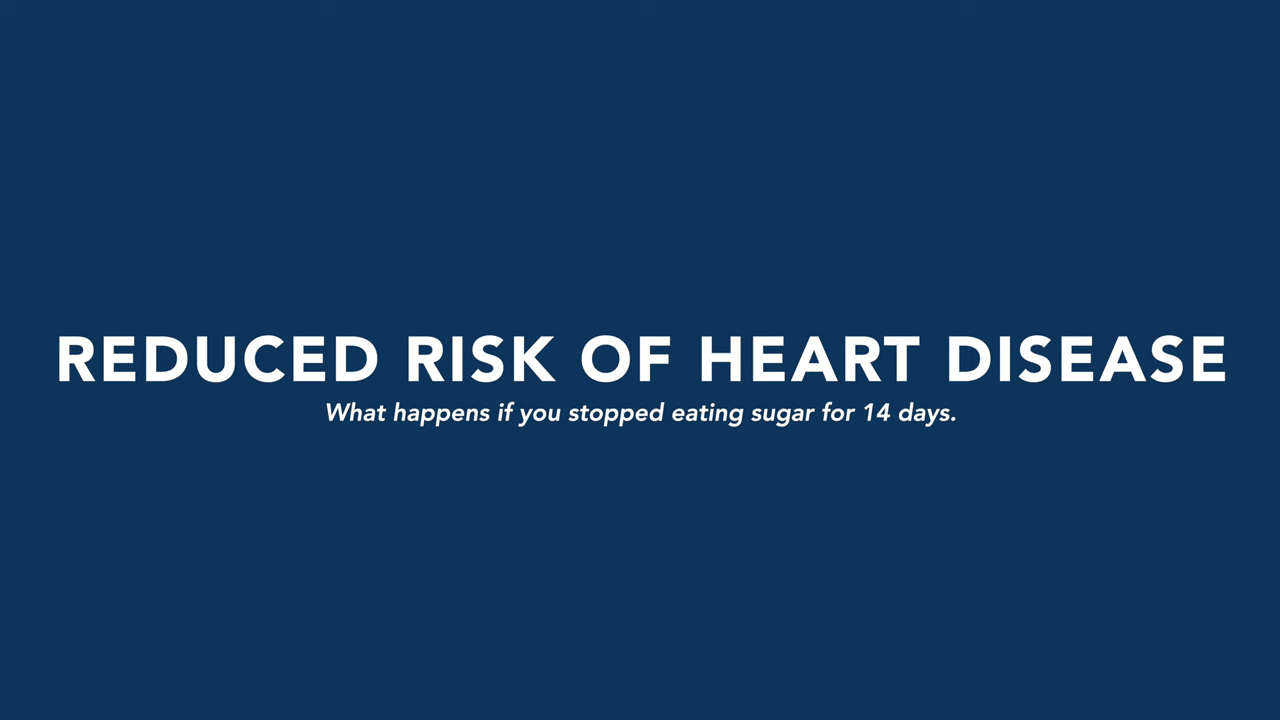 REDUCED RISK OF HEART DISEASE
What happens if you stopped eating sugar for 14 days.